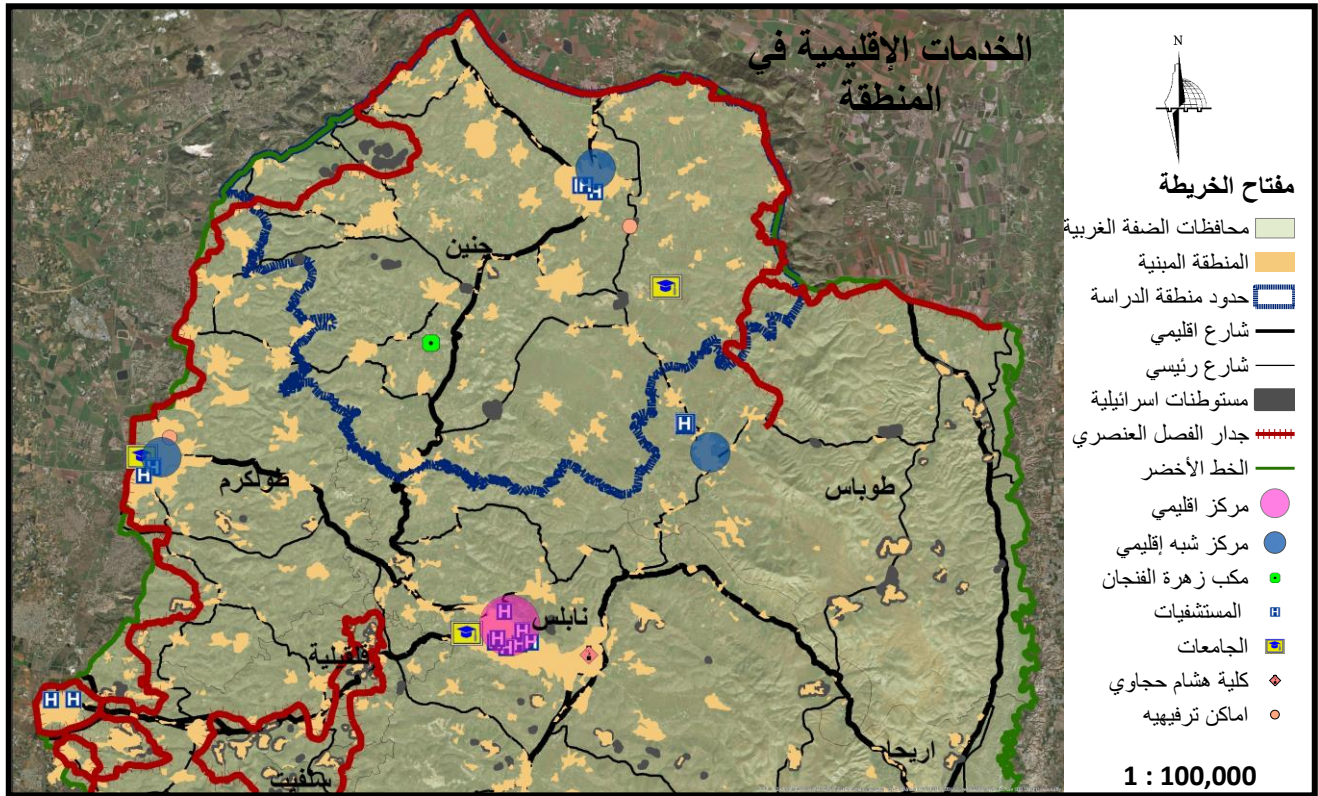 الخدمات الإقليمية في
المنطقة
جنين
طولكرم
طوباس
نابلس
قلقيلية
سلفيت
اريحا
H
H
H
H
H
H
H
H
H
N
مفتاح الخريطة
محافظات الضفة الغربية
المنطقة المبنية
حدود منطقة الدراسة
شارع اقليمي
شارع رئيسي
مستوطنات اسرائيلية
جدار الفصل العنصري
الخط الأخضر
مركز اقليمي
مركز شبه إقليمي
مكب زهرة الفنجان
H المستشفيات
الجامعات
كلية هشام حجاوي
اماكن ترفيهيه
1 : 100,000